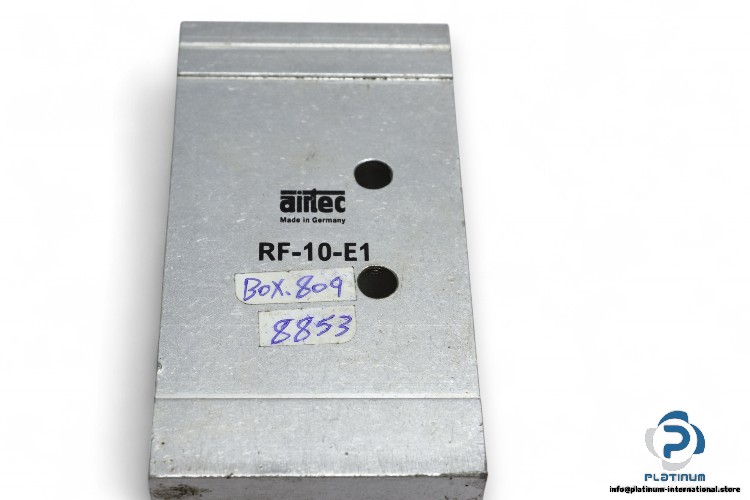 airtec
Made in Germany
RF-10-E1
BOX.809
8853
PLATINUM
info@platinum-international.store